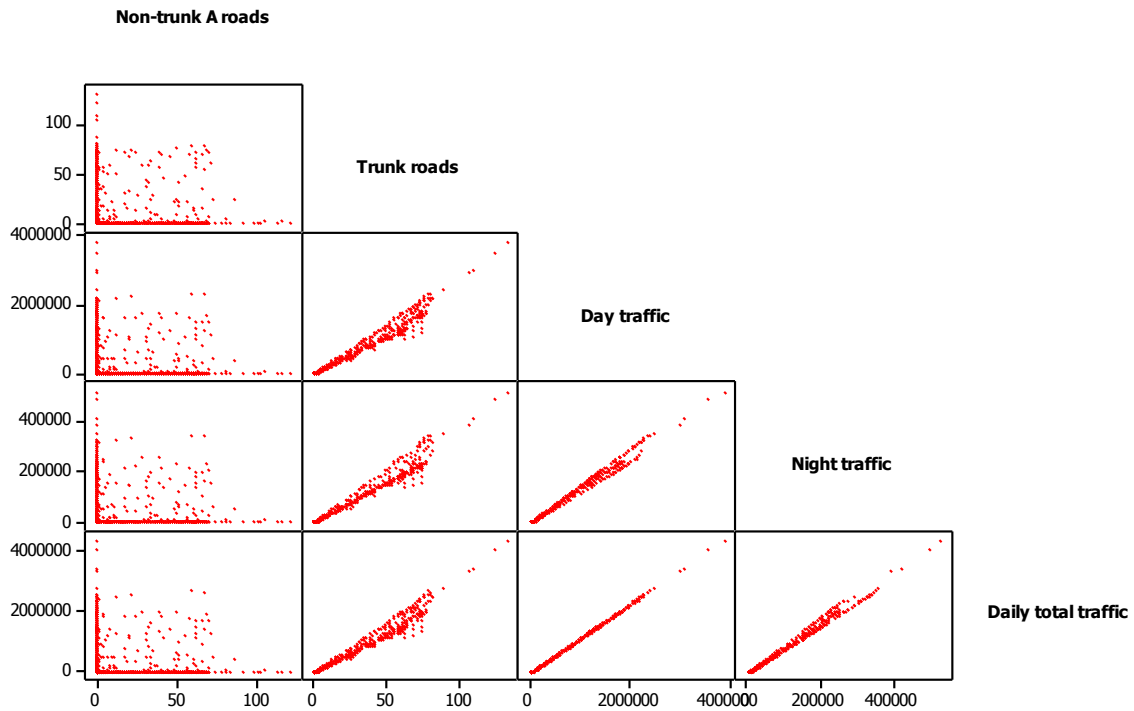 Non-trunk A roads
100
50
0
Trunk roads
4000000
2000000
0
Day traffic
400000
200000
0
Night traffic
4000000
2000000
0
Daily total traffic
0 50 100 0 50 100 0 2000000 4000000 0 200000 400000